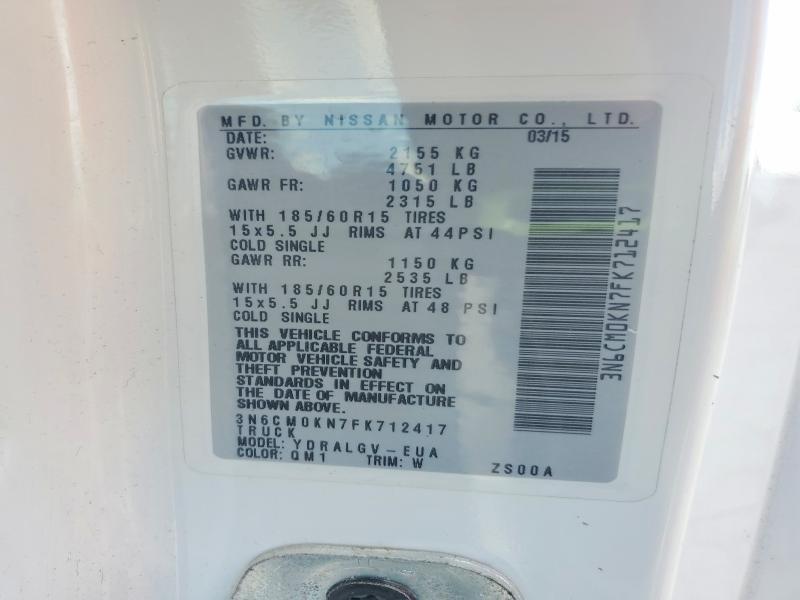 MFD. BY NISSAN MOTOR CO., LTD.
DATE: 03/15
GVWR: 2155 KG
4751 LB
GAWR FR: 1050 KG
2315 LB
WITH 185/60R15 TIRES
15x5.5 JJ RIMS AT 44PSI
COLD SINGLE
GAWR RR: 1150 KG
2535 LB
WITH 185/60R15 TIRES
15x5.5 JJ RIMS AT 48 PSI
COLD SINGLE
THIS VEHICLE CONFORMS TO
ALL APPLICABLE FEDERAL
MOTOR VEHICLE SAFETY AND
THEFT PREVENTION
STANDARDS IN EFFECT ON
THE DATE OF MANUFACTURE
SHOWN ABOVE.
3N6CM0KN7FK712417
TRUCK
MODEL: YDRALGV-EUA
COLOR: QM1 TRIM: W ZS00A
3N6CM0KN7FK712417